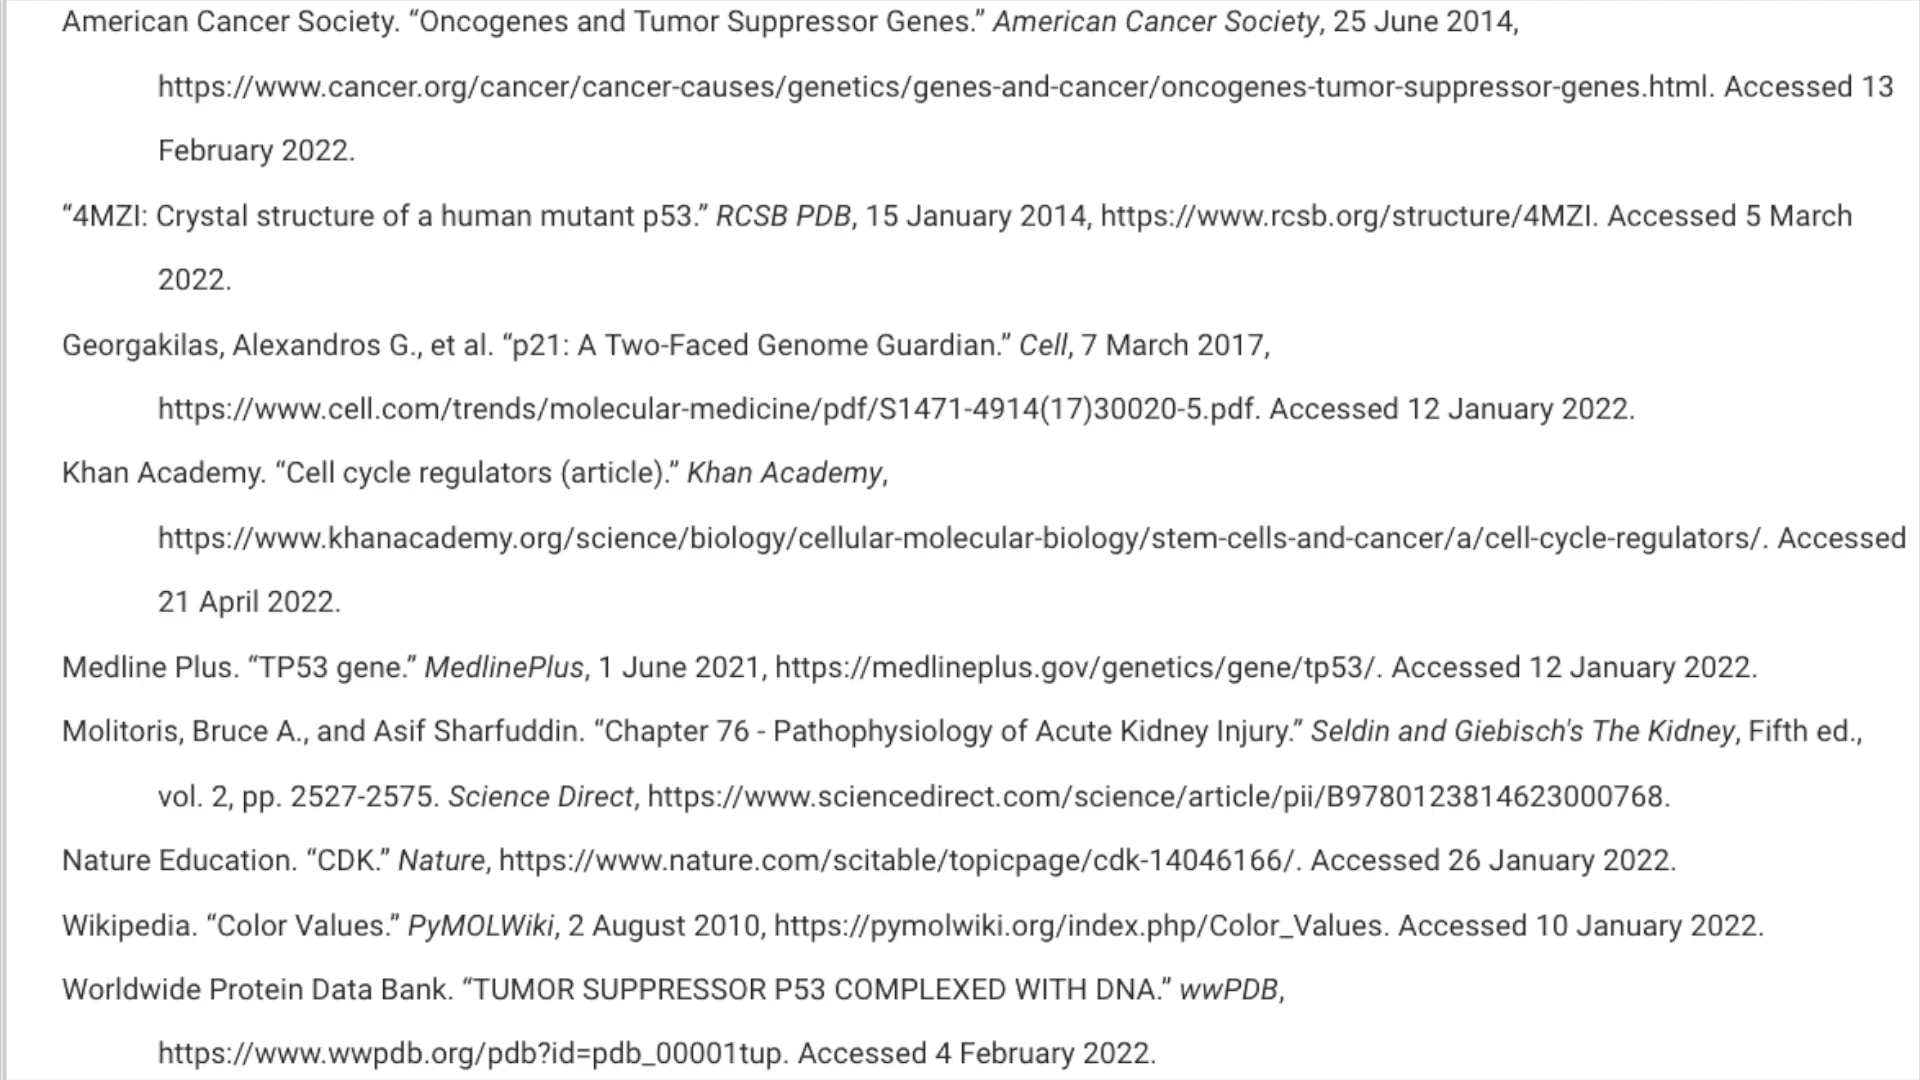 American Cancer Society. “Oncogenes and Tumor Suppressor Genes.” American Cancer Society, 25 June 2014,
https://www.cancer.org/cancer/cancer-causes/genetics/genes-and-cancer/oncogenes-tumor-suppressor-genes.html. Accessed 13
February 2022.
“4MZI: Crystal structure of a human mutant p53.” RCSB PDB, 15 January 2014, https://www.rcsb.org/structure/4MZI. Accessed 5 March
2022.
Georgakilas, Alexandros G., et al. “p21: A Two-Faced Genome Guardian.” Cell, 7 March 2017,
https://www.cell.com/trends/molecular-medicine/pdf/S1471-4914(17)30020-5.pdf. Accessed 12 January 2022.
Khan Academy. “Cell cycle regulators (article).” Khan Academy,
https://www.khanacademy.org/science/biology/cellular-molecular-biology/stem-cells-and-cancer/a/cell-cycle-regulators/. Accessed
21 April 2022.
Medline Plus. “TP53 gene.” MedlinePlus, 1 June 2021, https://medlineplus.gov/genetics/gene/tp53/. Accessed 12 January 2022.
Molitoris, Bruce A., and Asif Sharfuddin. “Chapter 76 - Pathophysiology of Acute Kidney Injury.” Seldin and Giebisch's The Kidney, Fifth ed.,
vol. 2, pp. 2527-2575. Science Direct, https://www.sciencedirect.com/science/article/pii/B9780123814623000768.
Nature Education. “CDK.” Nature, https://www.nature.com/scitable/topicpage/cdk-14046166/. Accessed 26 January 2022.
Wikipedia. “Color Values.” PyMOLWiki, 2 August 2010, https://pymolwiki.org/index.php/Color_Values. Accessed 10 January 2022.
Worldwide Protein Data Bank. “TUMOR SUPPRESSOR P53 COMPLEXED WITH DNA.” wwPDB,
https://www.wwpdb.org/pdb?id=pdb_00001tup. Accessed 4 February 2022.